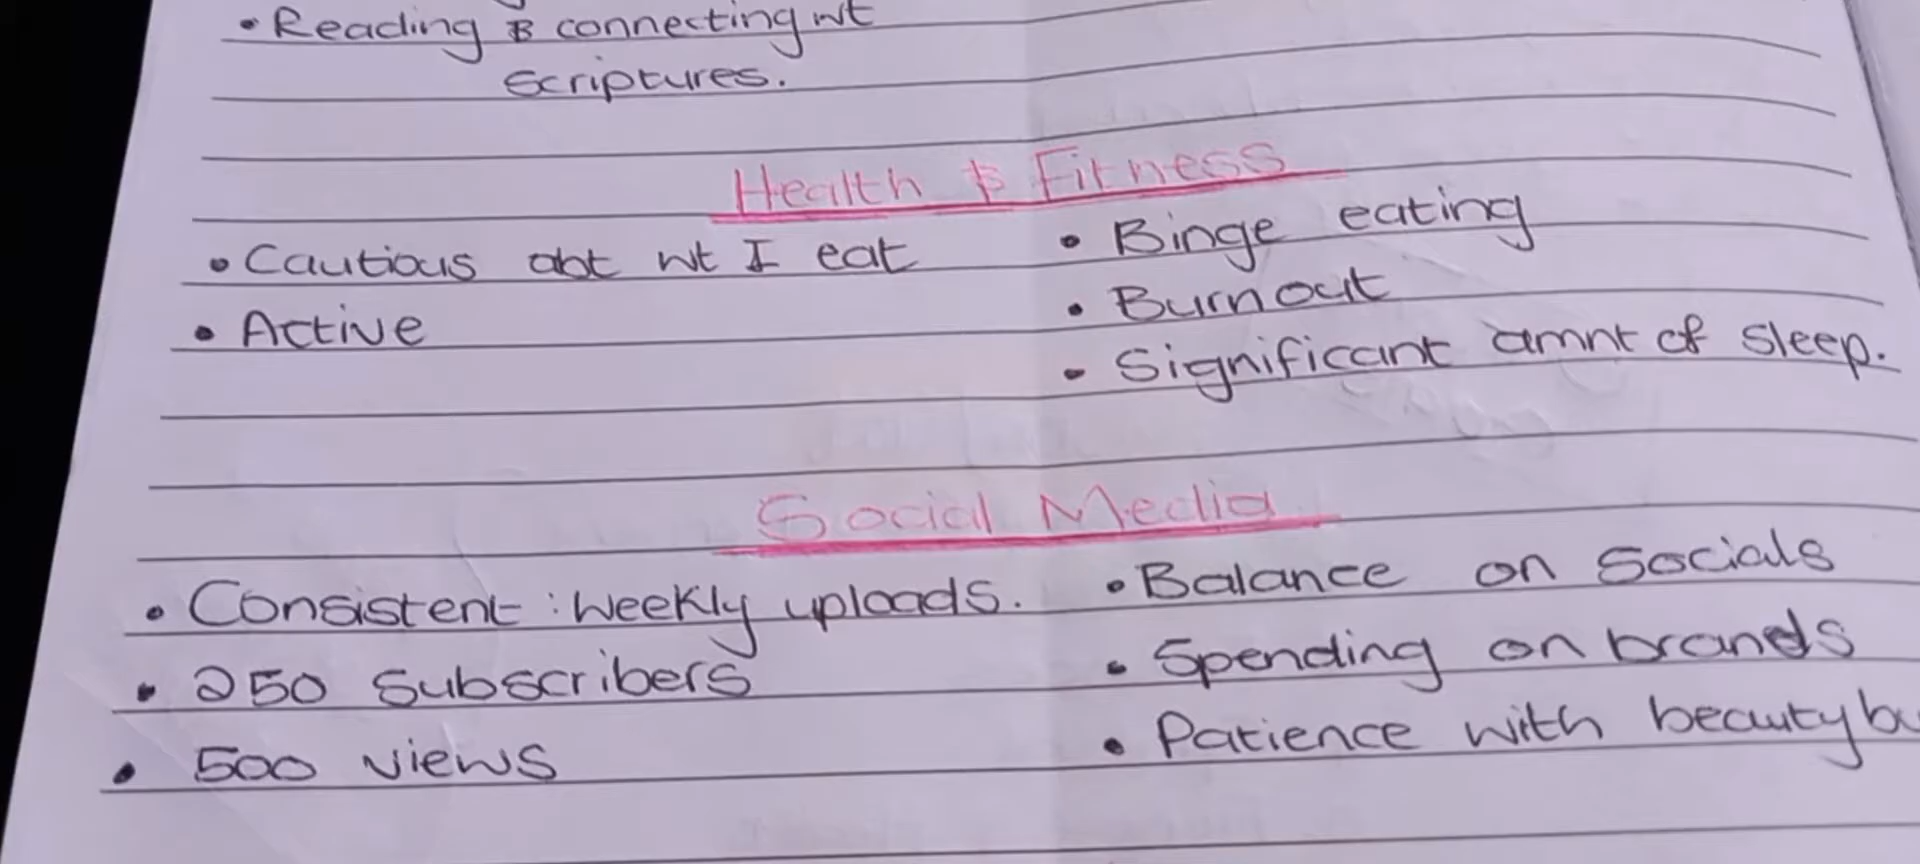 • Reading & connecting wt
scriptures.
Health & Fitness
• Cautious abt wt I eat
• Active
• Binge eating
• Burnout
• Significant amnt of sleep.
Social Media
• Consistent : Weekly uploads.
• 250 Subscribers
• 500 views
• Balance on socials
• Spending on brands
• Patience with beauty